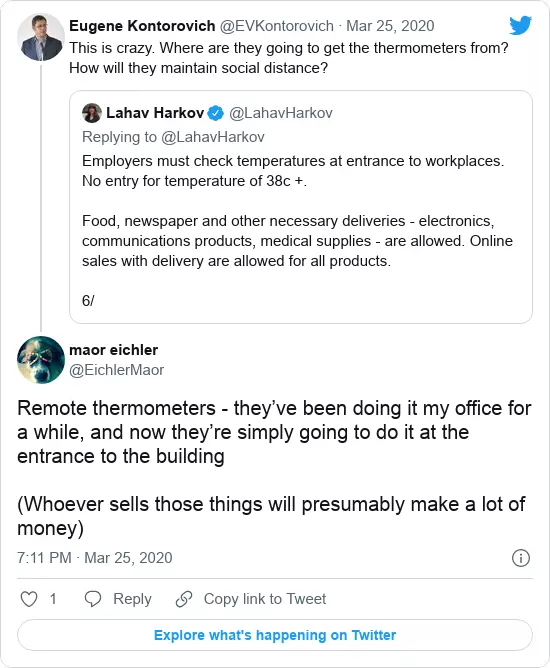 Eugene Kontorovich @EVKontorovich · Mar 25, 2020
This is crazy. Where are they going to get the thermometers from?
How will they maintain social distance?
Lahav Harkov @LahavHarkov
Replying to @LahavHarkov
Employers must check temperatures at entrance to workplaces.
No entry for temperature of 38c +.
Food, newspaper and other necessary deliveries - electronics,
communications products, medical supplies - are allowed. Online
sales with delivery are allowed for all products.
6/
maor eichler
@EichlerMaor
Remote thermometers - they’ve been doing it my office for
a while, and now they’re simply going to do it at the
entrance to the building
(Whoever sells those things will presumably make a lot of
money)
7:11 PM · Mar 25, 2020
1 Reply Copy link to Tweet
Explore what's happening on Twitter